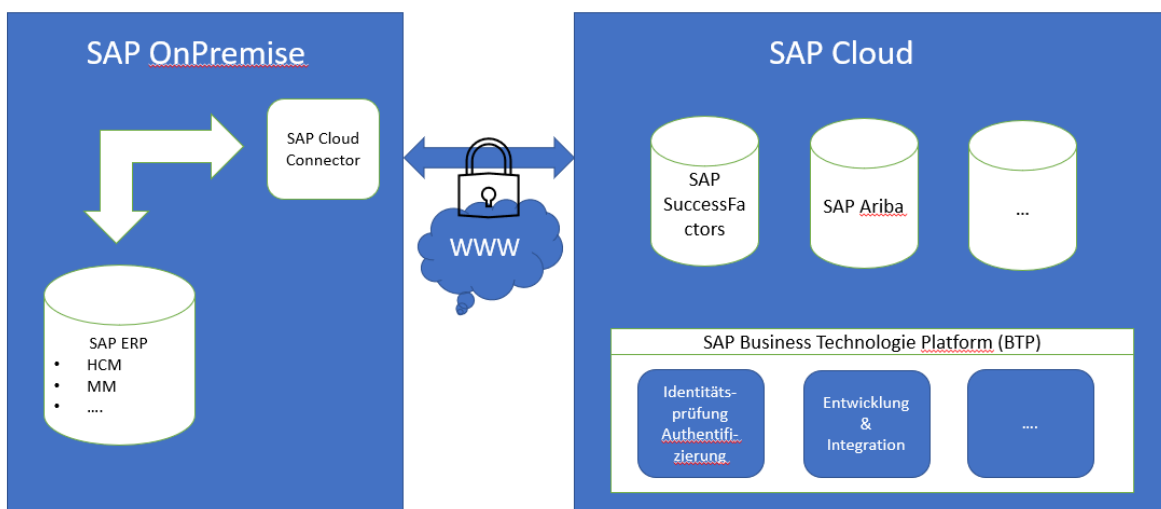 SAP OnPremise
SAP Cloud Connector
SAP ERP
• HCM
• MM
• ....
WWW
SAP Cloud
SAP
SuccessFa
ctors
SAP Ariba
...
SAP Business Technologie Platform (BTP)
Identitäts-
prüfung
Authentifi-
zierung
Entwicklung
&
Integration
....